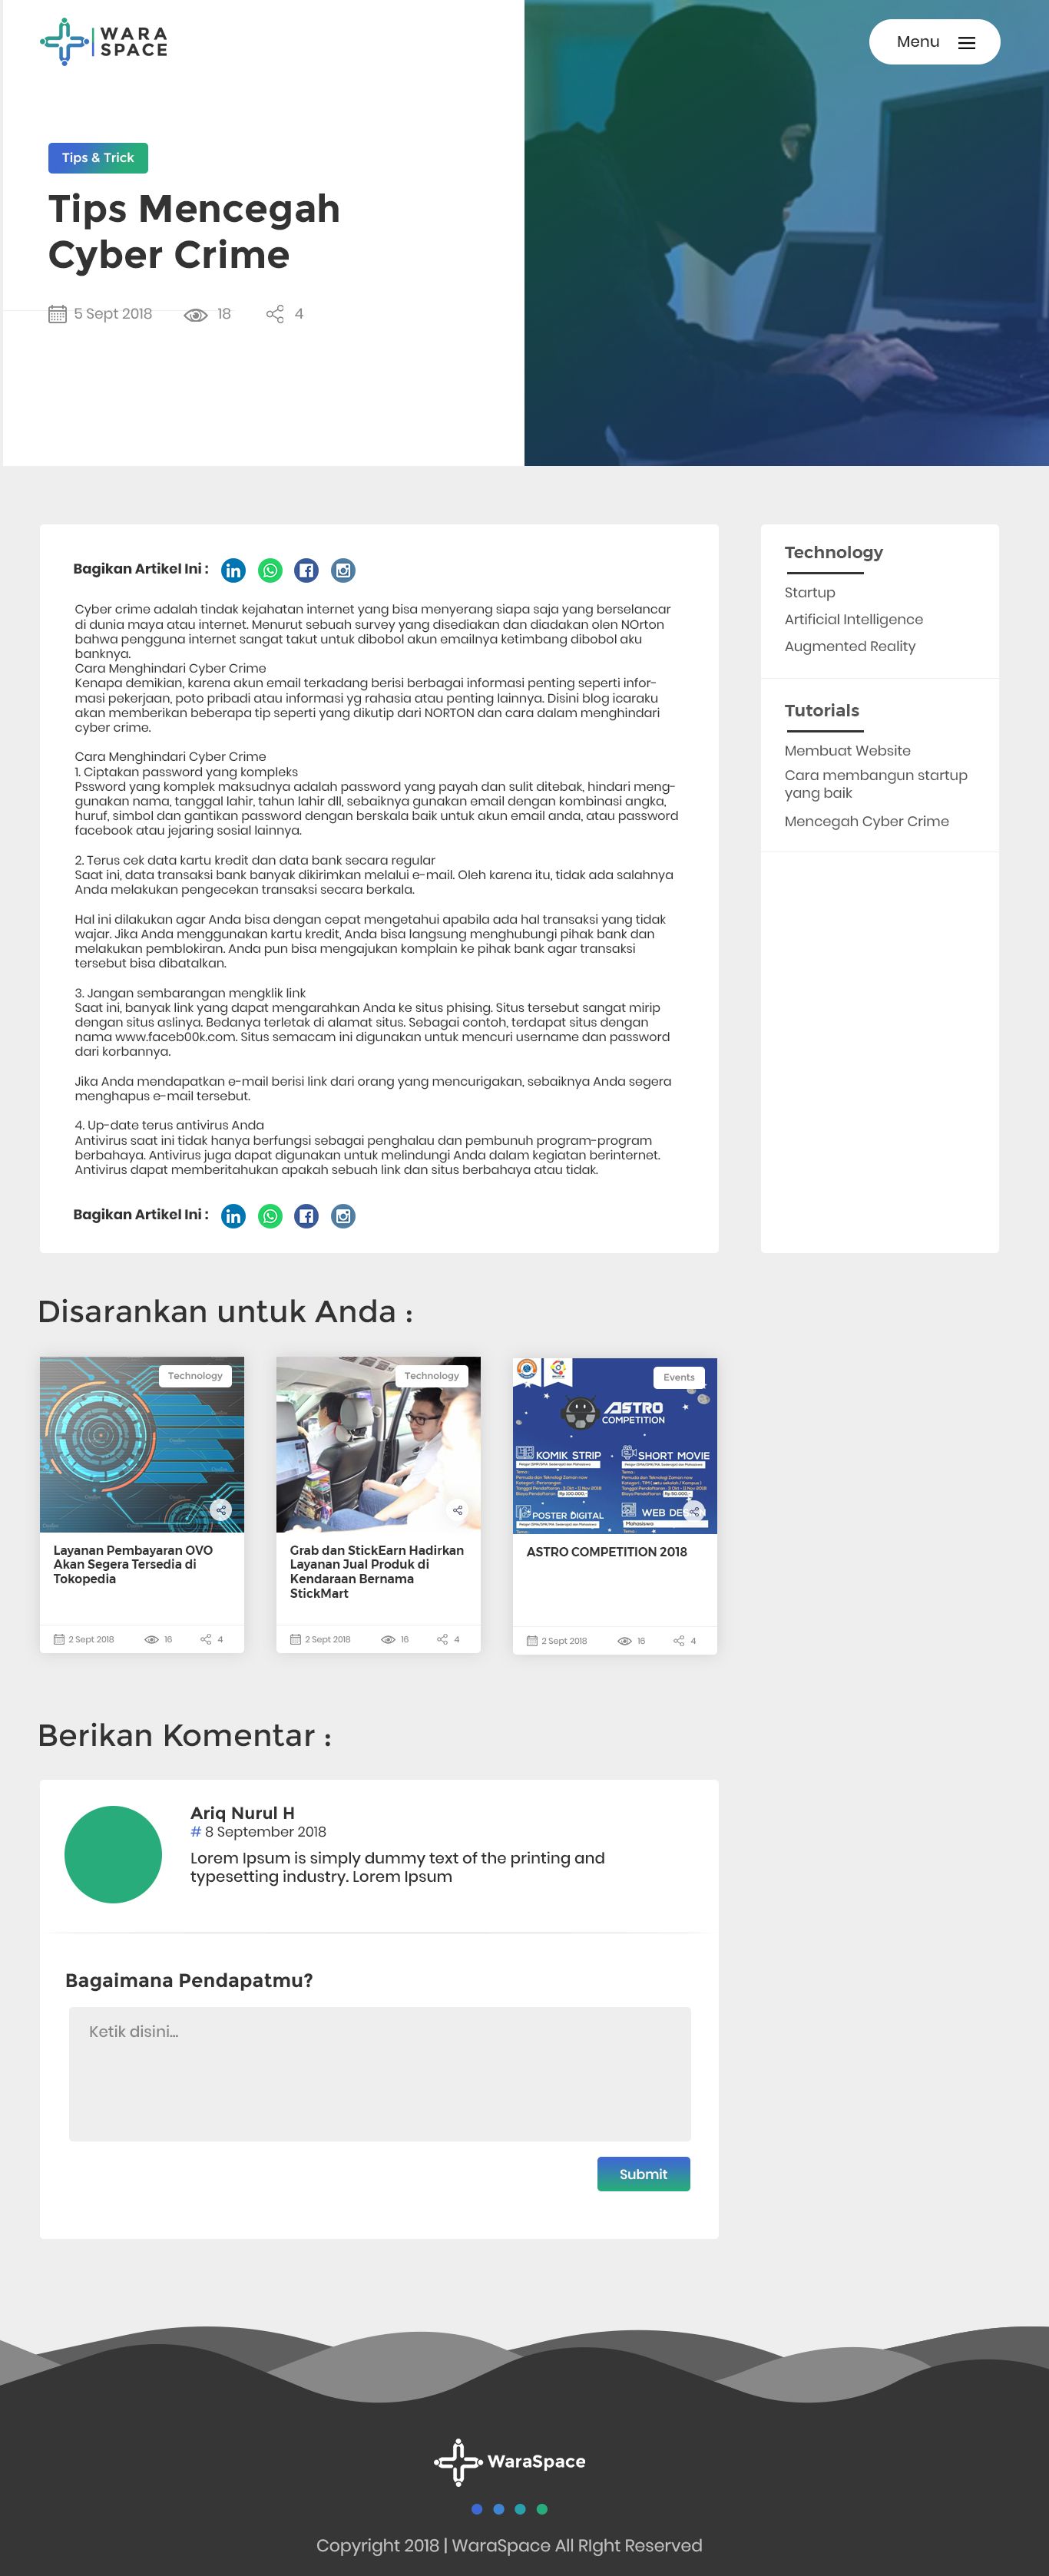 WARA
SPACE
Menu
Tips & Trick
Tips Mencegah
Cyber Crime
5 Sept 2018
18
4
Bagikan Artikel Ini :
Cyber crime adalah tindak kejahatan internet yang bisa menyerang siapa saja yang berselancar
di dunia maya atau internet. Menurut sebuah survey yang disediakan dan diadakan olen NOrton
bahwa pengguna internet sangat takut untuk dibobol akun emailnya ketimbang dibobol aku
banknya.
Cara Menghindari Cyber Crime
Kenapa demikian, karena akun email terkadang berisi berbagai informasi penting seperti infor-
masi pekerjaan, poto pribadi atau informasi yg rahasia atau penting lainnya. Disini blog icaraku
akan memberikan beberapa tip seperti yang dikutip dari NORTON dan cara dalam menghindari
cyber crime.
Cara Menghindari Cyber Crime
1. Ciptakan password yang kompleks
Pssword yang komplek maksudnya adalah password yang payah dan sulit ditebak, hindari meng-
gunakan nama, tanggal lahir, tahun lahir dll, sebaiknya gunakan email dengan kombinasi angka,
huruf, simbol dan gantikan password dengan berskala baik untuk akun email anda, atau password
facebook atau jejaring sosial lainnya.
2. Terus cek data kartu kredit dan data bank secara regular
Saat ini, data transaksi bank banyak dikirimkan melalui e-mail. Oleh karena itu, tidak ada salahnya
Anda melakukan pengecekan transaksi secara berkala.
Hal ini dilakukan agar Anda bisa dengan cepat mengetahui apabila ada hal transaksi yang tidak
wajar. Jika Anda menggunakan kartu kredit, Anda bisa langsung menghubungi pihak bank dan
melakukan pemblokiran. Anda pun bisa mengajukan komplain ke pihak bank agar transaksi
tersebut bisa dibatalkan.
3. Jangan sembarangan mengklik link
Saat ini, banyak link yang dapat mengarahkan Anda ke situs phising. Situs tersebut sangat mirip
dengan situs aslinya. Bedanya terletak di alamat situs. Sebagai contoh, terdapat situs dengan
nama www.faceb00k.com. Situs semacam ini digunakan untuk mencuri username dan password
dari korbannya.
Jika Anda mendapatkan e-mail berisi link dari orang yang mencurigakan, sebaiknya Anda segera
menghapus e-mail tersebut.
4. Up-date terus antivirus Anda
Antivirus saat ini tidak hanya berfungsi sebagai penghalau dan pembunuh program-program
berbahaya. Antivirus juga dapat digunakan untuk melindungi Anda dalam kegiatan berinternet.
Antivirus dapat memberitahukan apakah sebuah link dan situs berbahaya atau tidak.
Bagikan Artikel Ini :
Technology
Startup
Artificial Intelligence
Augmented Reality
Tutorials
Membuat Website
Cara membangun startup
yang baik
Mencegah Cyber Crime
Disarankan untuk Anda :
Technology
Layanan Pembayaran OVO
Akan Segera Tersedia di
Tokopedia
2 Sept 2018
16
4
Technology
Grab dan StickEarn Hadirkan
Layanan Jual Produk di
Kendaraan Bernama
StickMart
2 Sept 2018
16
4
Events
ASTRO
COMPETITION
KOMIK STRIP
SHORT MOVIE
POSTER DIGITAL
WEB
Mahasiswa
ASTRO COMPETITION 2018
2 Sept 2018
16
4
Berikan Komentar :
Ariq Nurul H
# 8 September 2018
Lorem Ipsum is simply dummy text of the printing and
typesetting industry. Lorem Ipsum
Bagaimana Pendapatmu?
Ketik disini...
Submit
WaraSpace
Copyright 2018 | WaraSpace All RIght Reserved